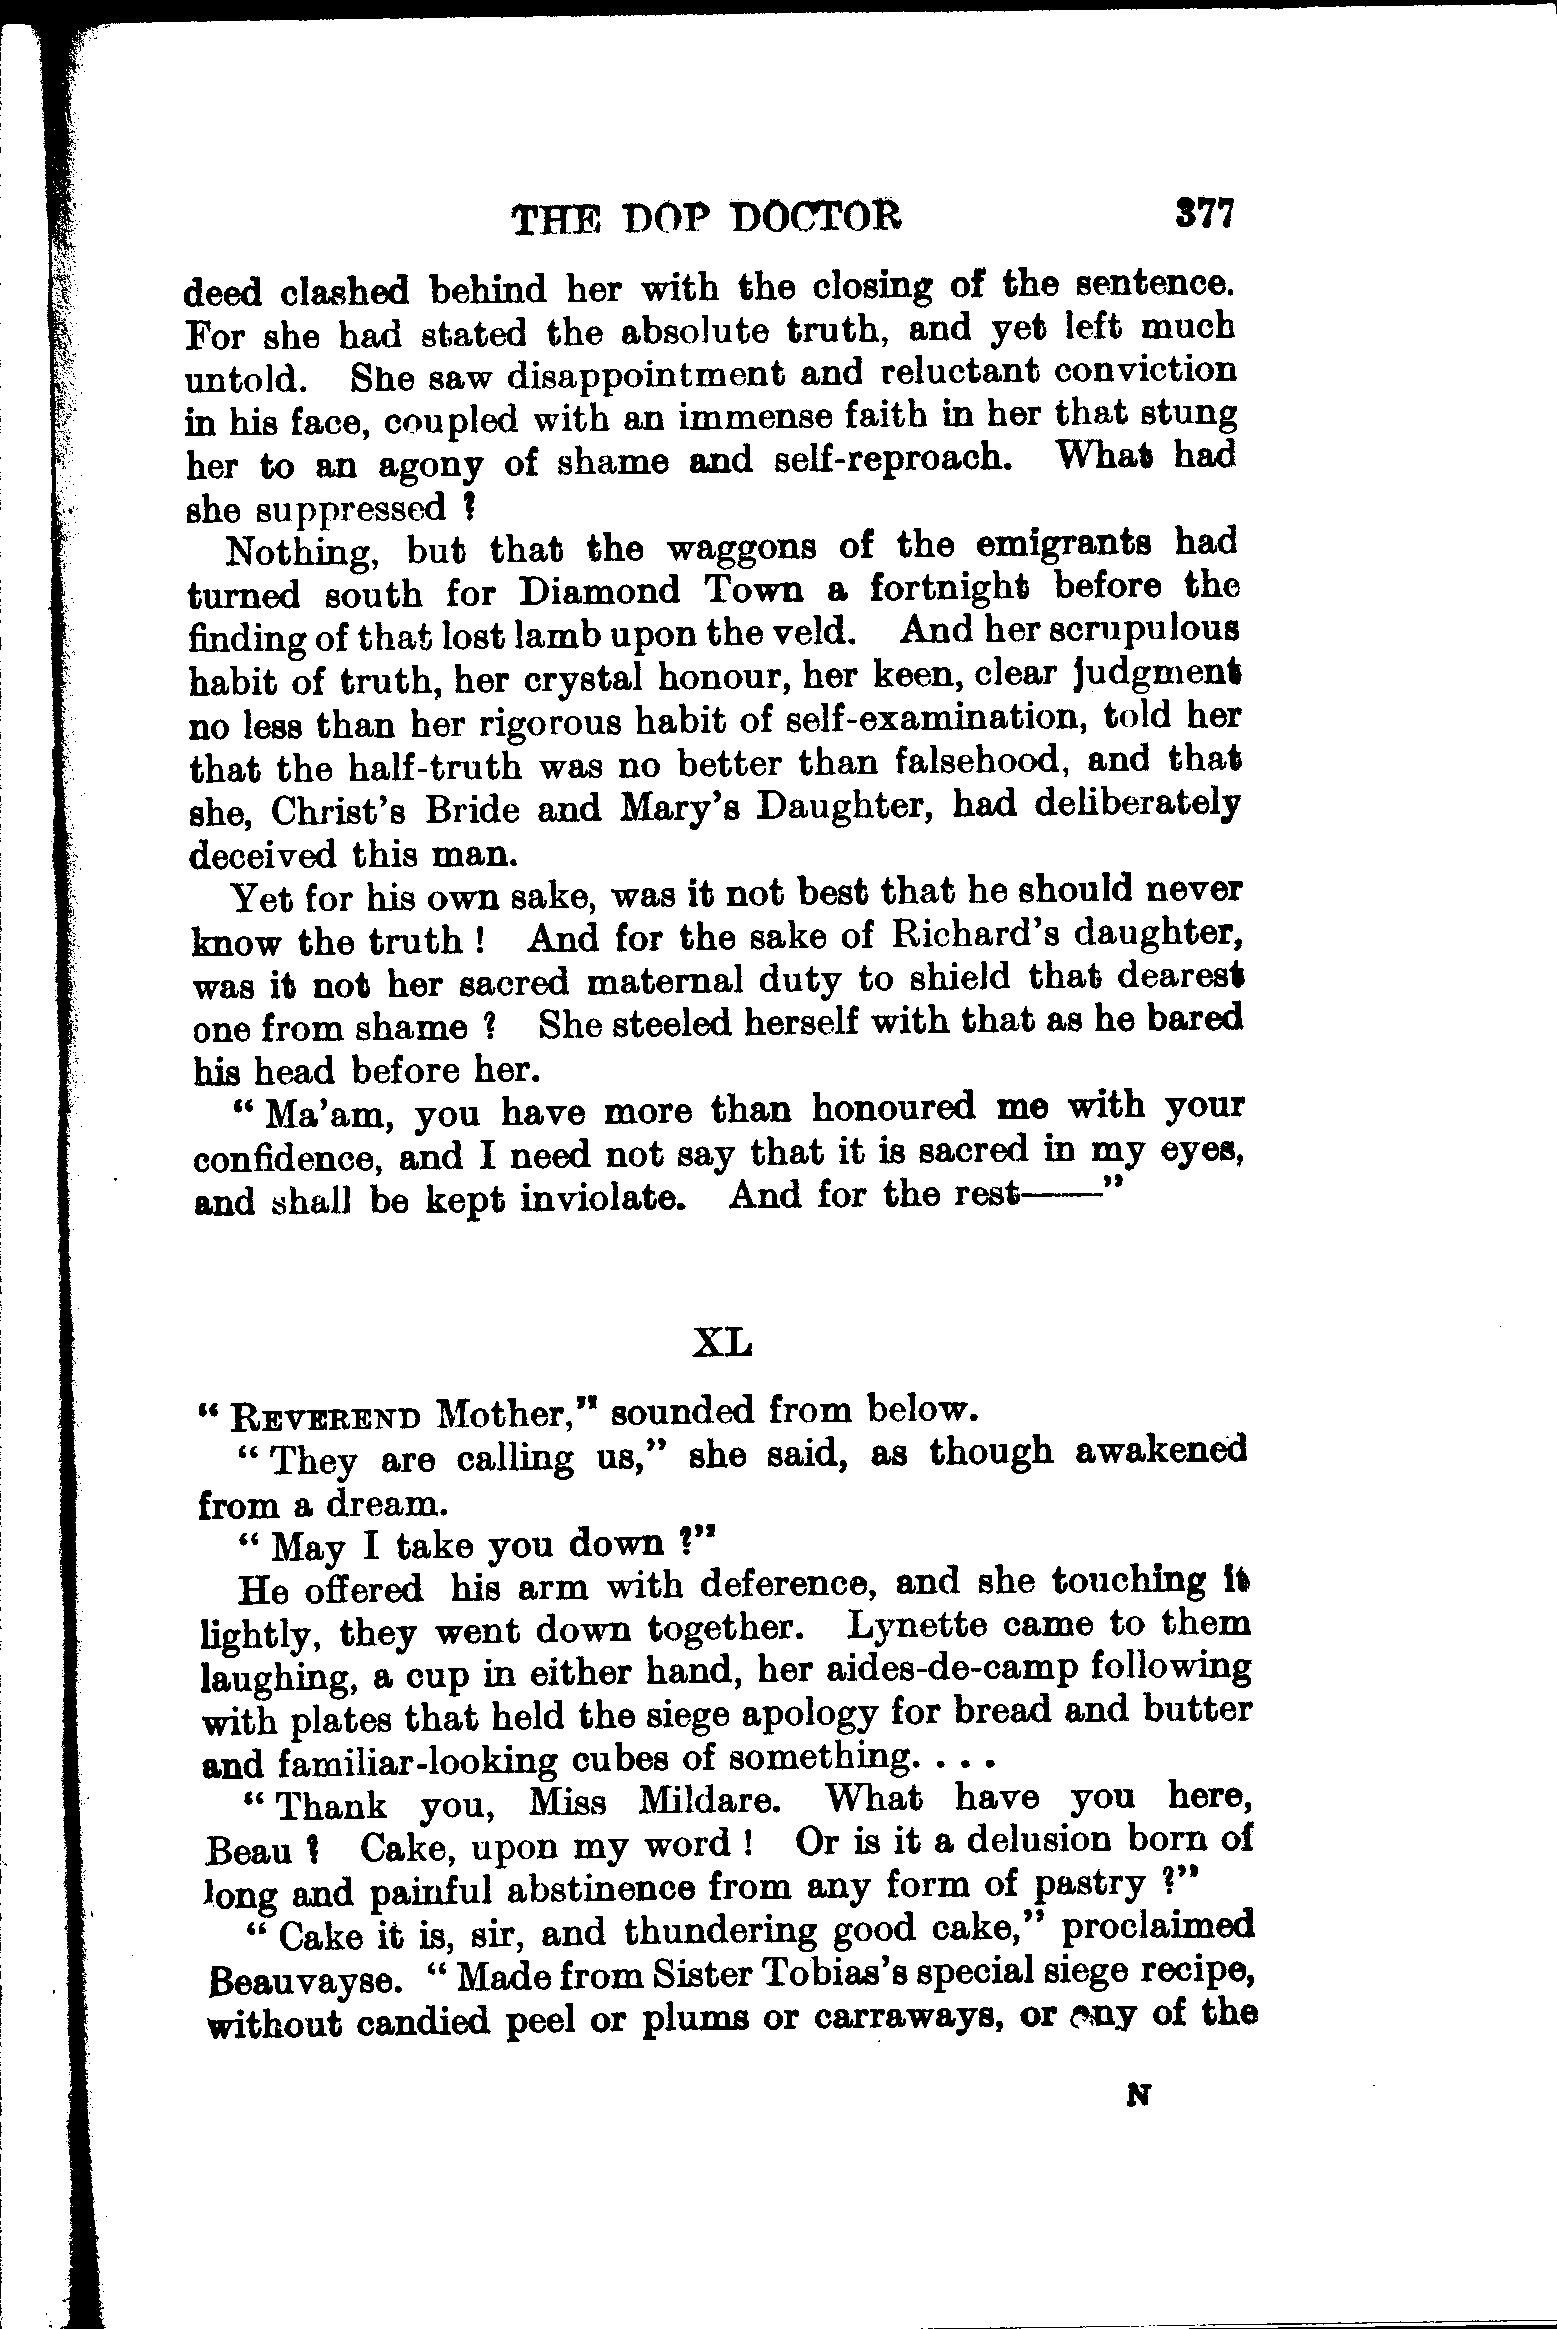 THE DOP DOCTOR 377
deed clashed behind her with the closing of the sentence.
For she had stated the absolute truth, and yet left much
untold. She saw disappointment and reluctant conviction
in his face, coupled with an immense faith in her that stung
her to an agony of shame and self-reproach. What had
she suppressed ?
Nothing, but that the waggons of the emigrants had
turned south for Diamond Town a fortnight before the
finding of that lost lamb upon the veld. And her scrupulous
habit of truth, her crystal honour, her keen, clear judgment
no less than her rigorous habit of self-examination, told her
that the half-truth was no better than falsehood, and that
she, Christ's Bride and Mary's Daughter, had deliberately
deceived this man.
Yet for his own sake, was it not best that he should never
know the truth ! And for the sake of Richard's daughter,
was it not her sacred maternal duty to shield that dearest
one from shame ? She steeled herself with that as he bared
his head before her.
“ Ma'am, you have more than honoured me with your
confidence, and I need not say that it is sacred in my eyes,
and shall be kept inviolate. And for the rest——”
XL
“ REVEREND Mother,” sounded from below.
“ They are calling us,” she said, as though awakened
from a dream.
“ May I take you down ?”
He offered his arm with deference, and she touching it
lightly, they went down together. Lynette came to them
laughing, a cup in either hand, her aides-de-camp following
with plates that held the siege apology for bread and butter
and familiar-looking cubes of something. . . .
“ Thank you, Miss Mildare. What have you here,
Beau ? Cake, upon my word ! Or is it a delusion born of
long and painful abstinence from any form of pastry ?”
“ Cake it is, sir, and thundering good cake,” proclaimed
Beauvayse. “ Made from Sister Tobias's special siege recipe,
without candied peel or plums or carraways, or any of the
N